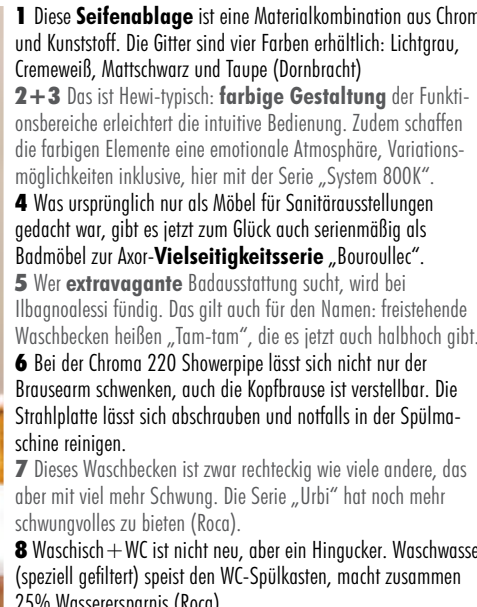 1 Diese Seifenablage ist eine Materialkombination aus Chrom
und Kunststoff. Die Gitter sind vier Farben erhältlich: Lichtgrau,
Cremeweiß, Mattschwarz und Taupe (Dornbracht)
2+3 Das ist Hewi-typisch: farbige Gestaltung der Funkti-
onsbereiche erleichtert die intuitive Bedienung. Zudem schaffen
die farbigen Elemente eine emotionale Atmosphäre, Variations-
möglichkeiten inklusive, hier mit der Serie „System 800K“.
4 Was ursprünglich nur als Möbel für Sanitärausstellungen
gedacht war, gibt es jetzt zum Glück auch serienmäßig als
Badmöbel zur Axor-Vielseitigkeitsserie „Bouroullec“.
5 Wer extravagante Badausstattung sucht, wird bei
Ilbagnoalessi fündig. Das gilt auch für den Namen: freistehende
Waschbecken heißen „Tam-tam“, die es jetzt auch halbhoch gibt.
6 Bei der Chroma 220 Showerpipe lässt sich nicht nur der
Brausearm schwenken, auch die Kopfbrause ist verstellbar. Die
Strahlplatte lässt sich abschrauben und notfalls in der Spülma-
schine reinigen.
7 Dieses Waschbecken ist zwar rechteckig wie viele andere, das
aber mit viel mehr Schwung. Die Serie „Urbi“ hat noch mehr
schwungvolles zu bieten (Roca).
8 Waschisch+WC ist nicht neu, aber ein Hingucker. Waschwasse
(speziell gefiltert) speist den WC-Spülkasten, macht zusammen
25% Wasserersparnis (Roca)